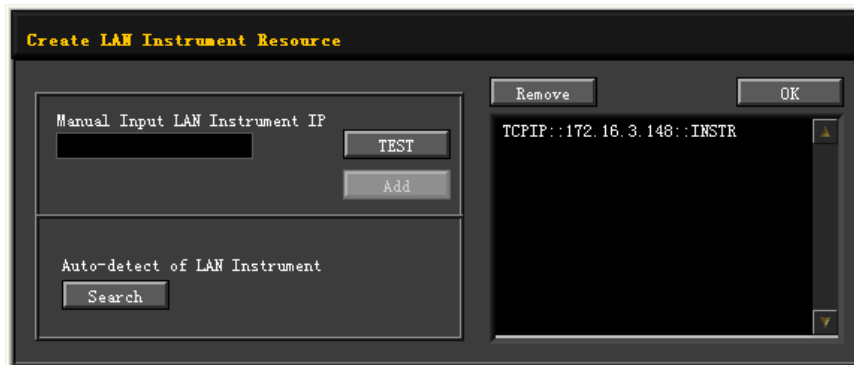 Create LAN Instrument Resource
Manual Input LAN Instrument IP
TEST
Add
Auto-detect of LAN Instrument
Search
Remove
OK
TCPIP::172.16.3.148::INSTR